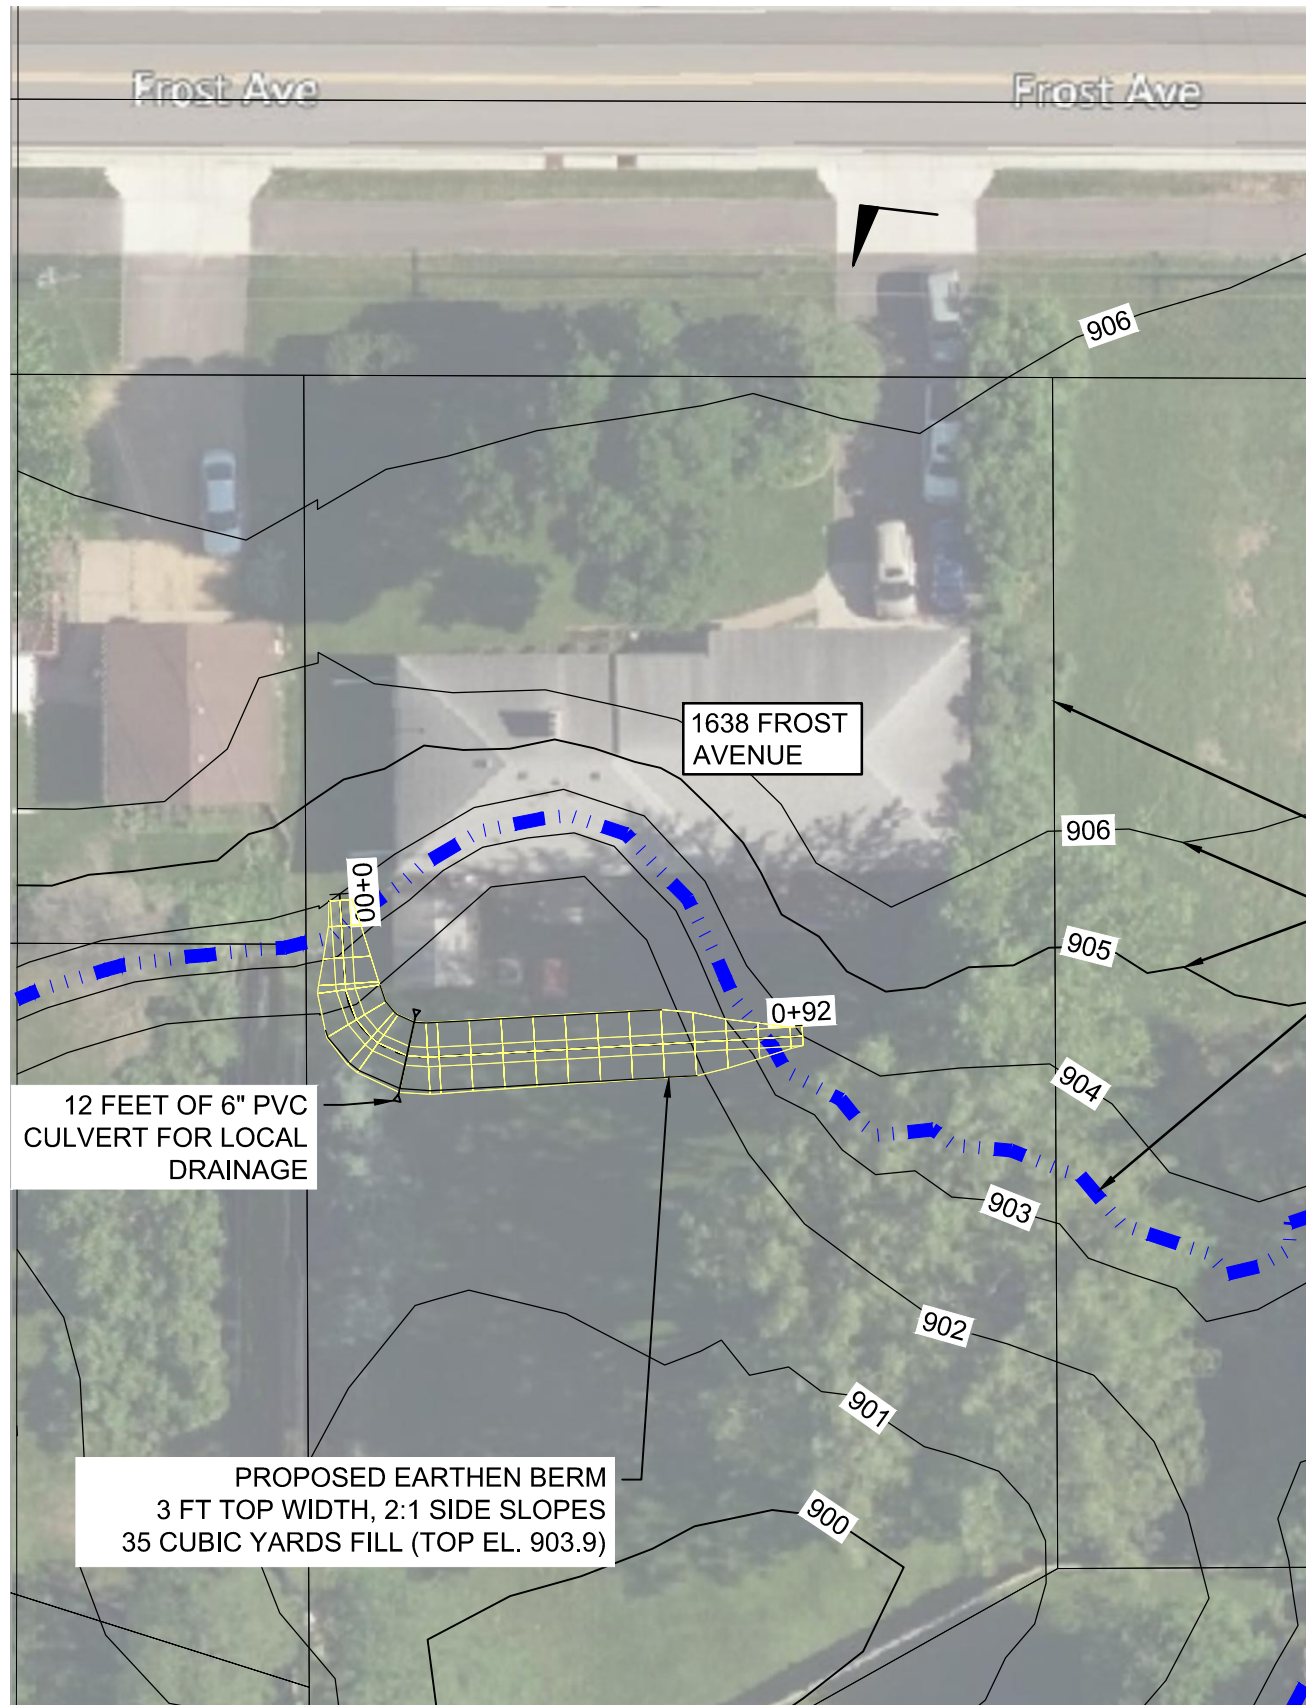 Frost Ave
Frost Ave
906
1638 FROST
AVENUE
906
0+00
905
0+92
904
12 FEET OF 6" PVC
CULVERT FOR LOCAL
DRAINAGE
903
902
901
PROPOSED EARTHEN BERM
3 FT TOP WIDTH, 2:1 SIDE SLOPES
35 CUBIC YARDS FILL (TOP EL. 903.9)
900